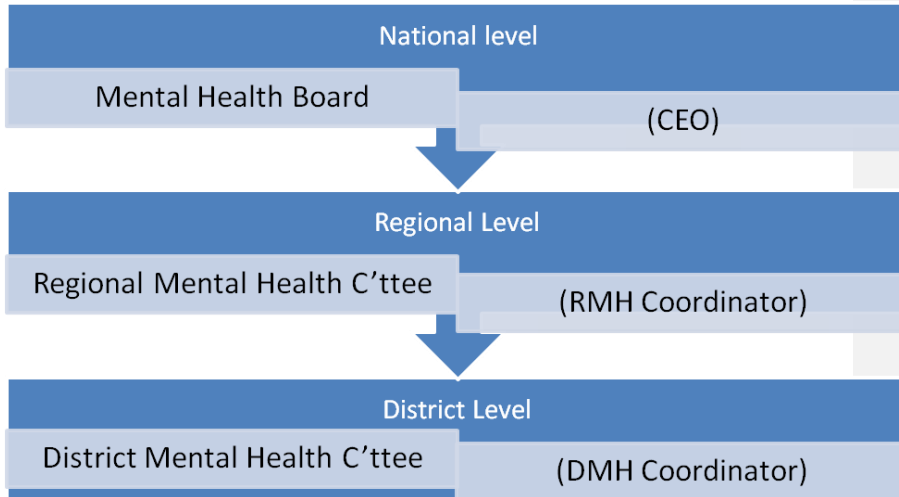 National level
Mental Health Board
(CEO)
Regional Level
Regional Mental Health C’ttee
(RMH Coordinator)
District Level
District Mental Health C’ttee
(DMH Coordinator)